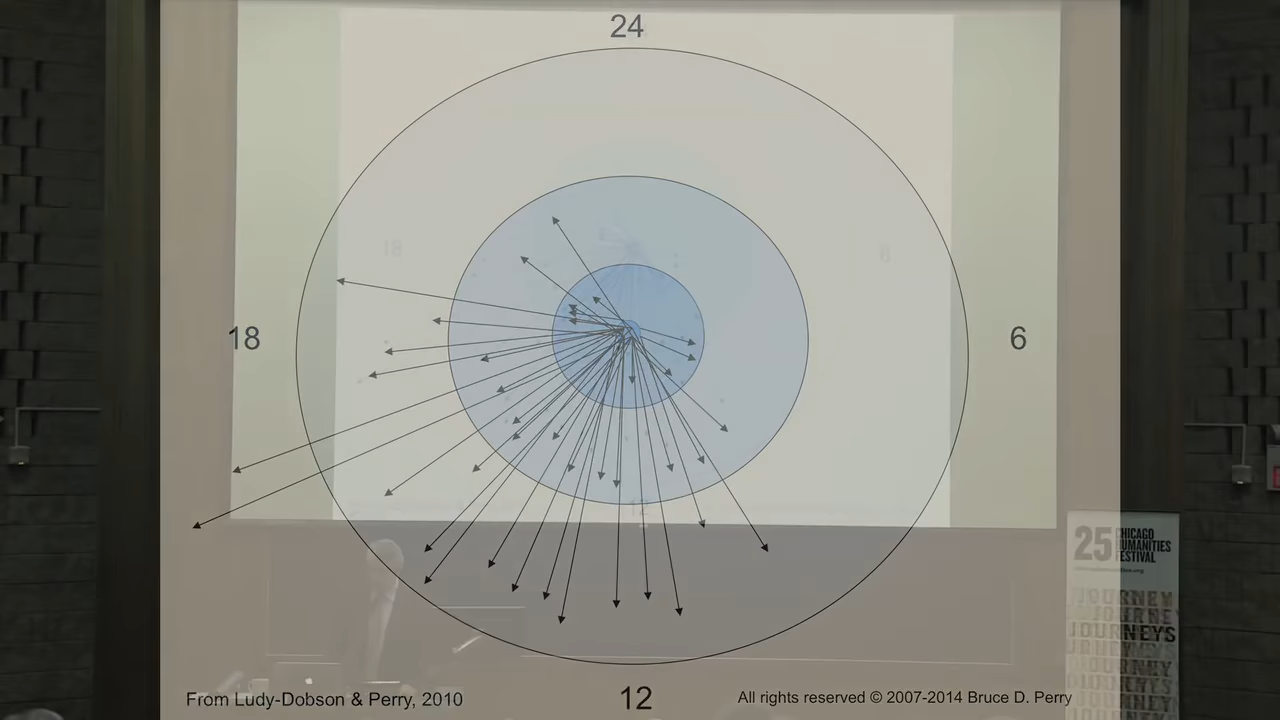 24
18
6
25 CHICAGO
HUMANITIES
FESTIVAL
JOURNEY
JOURNEYS
12
From Ludy-Dobson & Perry, 2010
All rights reserved © 2007-2014 Bruce D. Perry